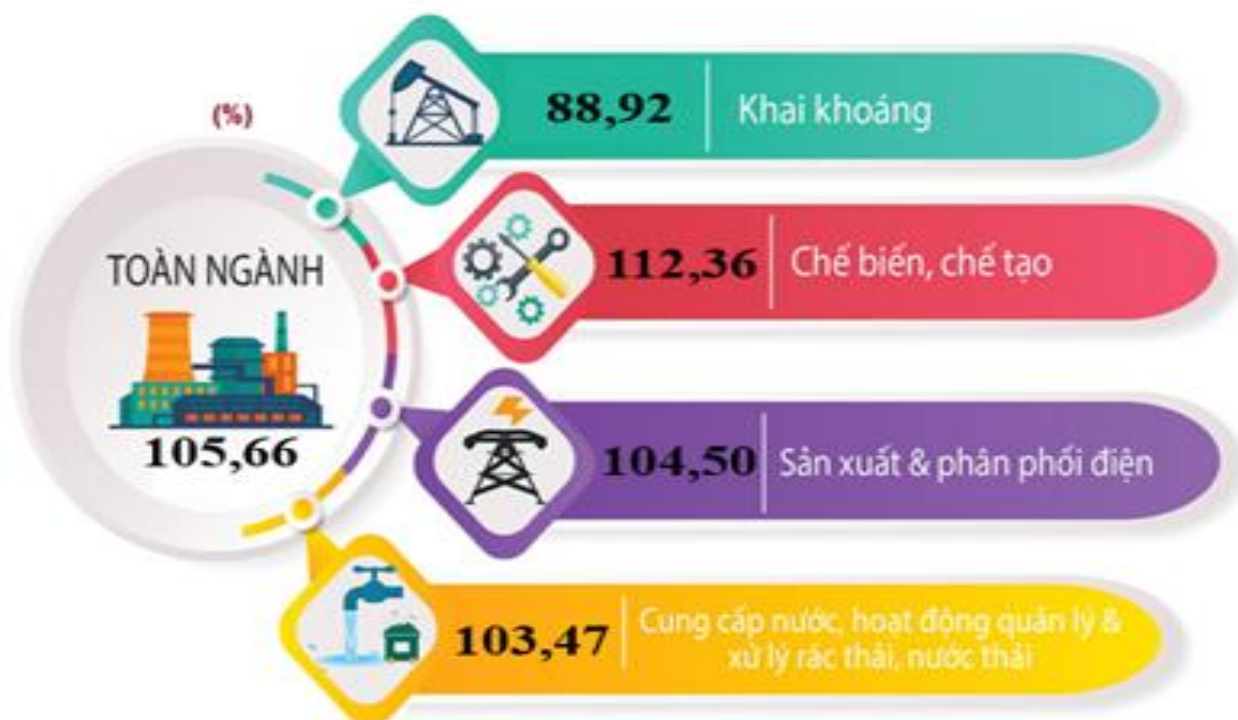 (%)
TOÀN NGÀNH
105,66
88,92
Khai khoáng
112,36
Chế biến, chế tạo
104,50
Sản xuất & phân phối điện
103,47
Cung cấp nước, hoạt động quản lý &
xử lý rác thải, nước thải